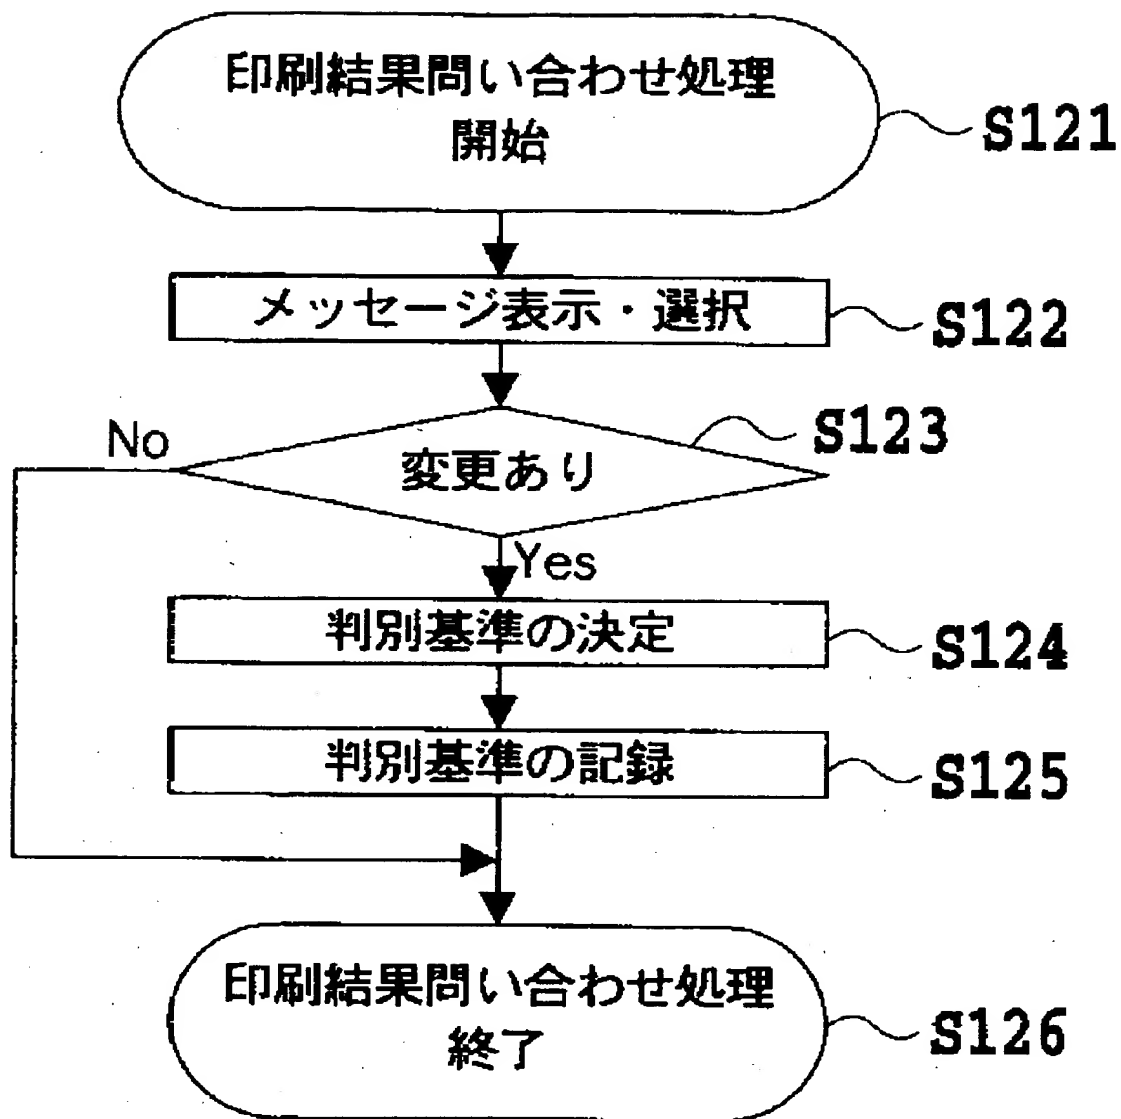 印刷結果問い合わせ処理
開始
S121
メッセージ表示・選択
S122
S123
No
変更あり
Yes
判別基準の決定
S124
判別基準の記録
S125
印刷結果問い合わせ処理
終了
S126